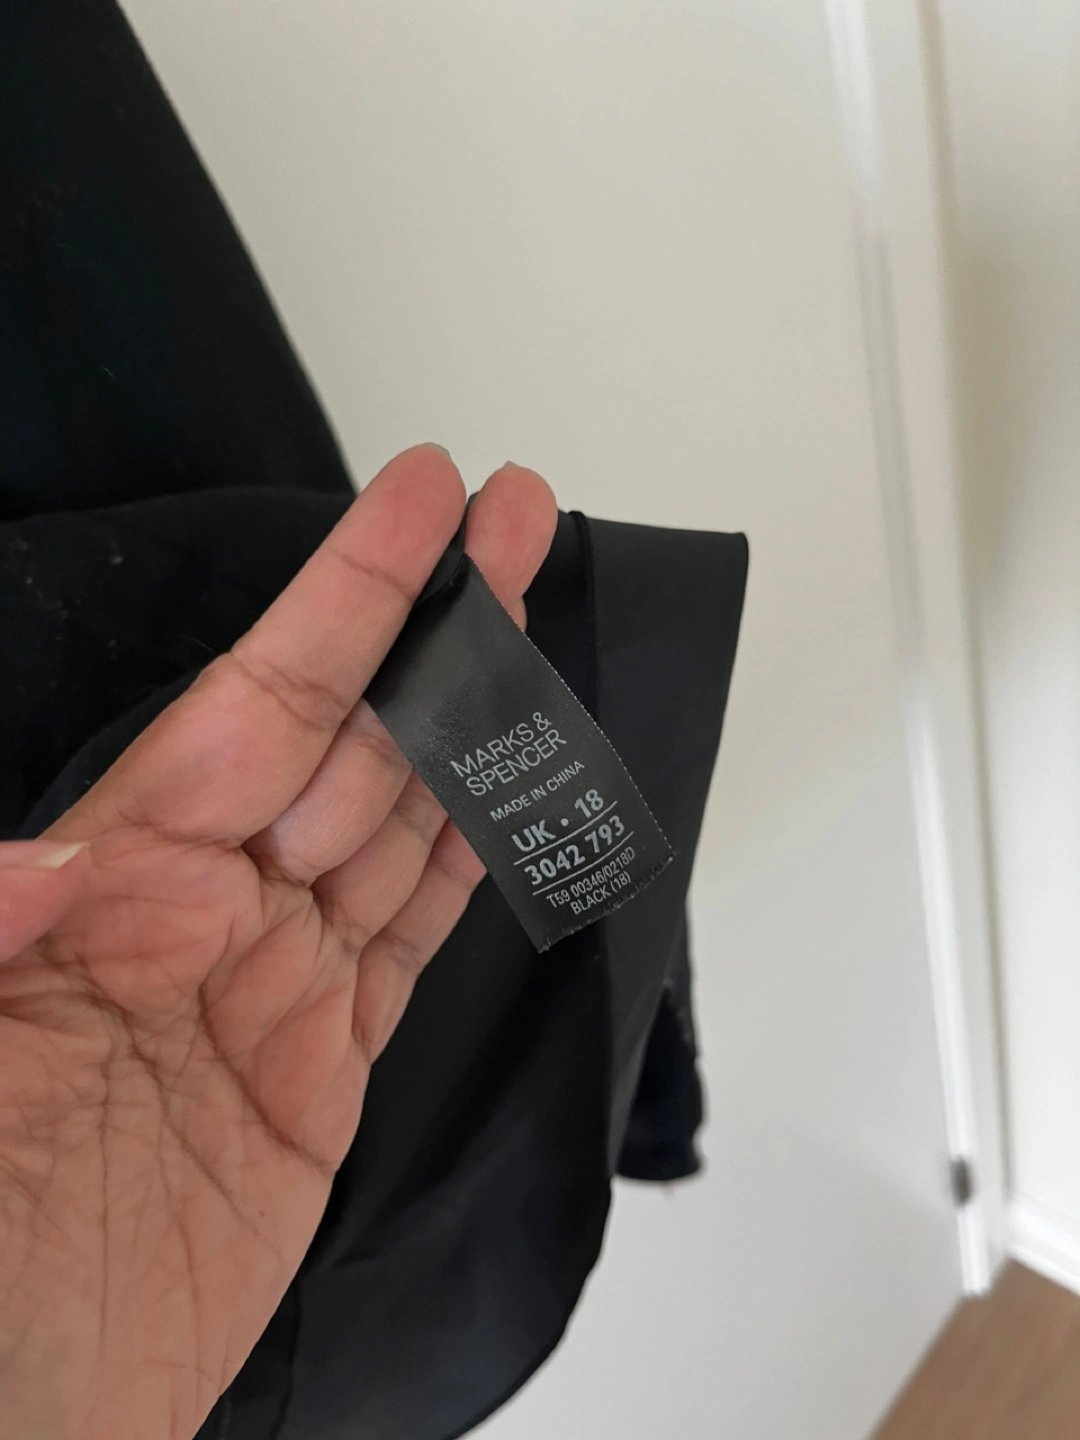 MARKS &
SPENCER
MADE IN CHINA
UK • 18
3042 793
T59 00346/0218D
BLACK (18)